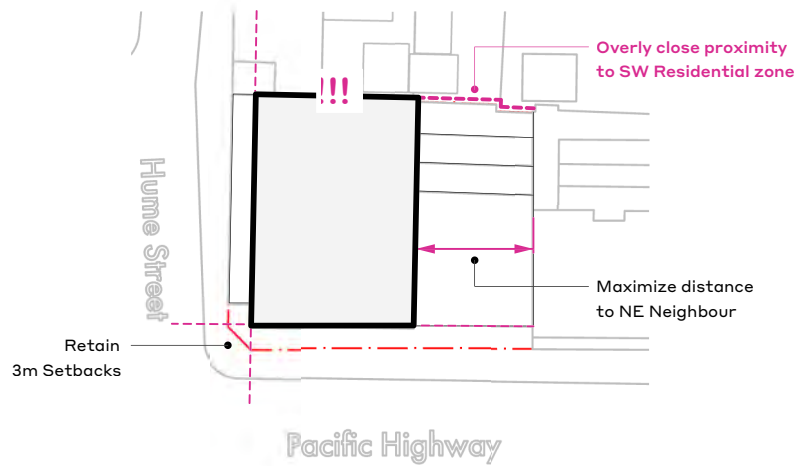 !!!
Overly close proximity
to SW Residential zone
Hume Street
Maximize distance
to NE Neighbour
Retain
3m Setbacks
Pacific Highway